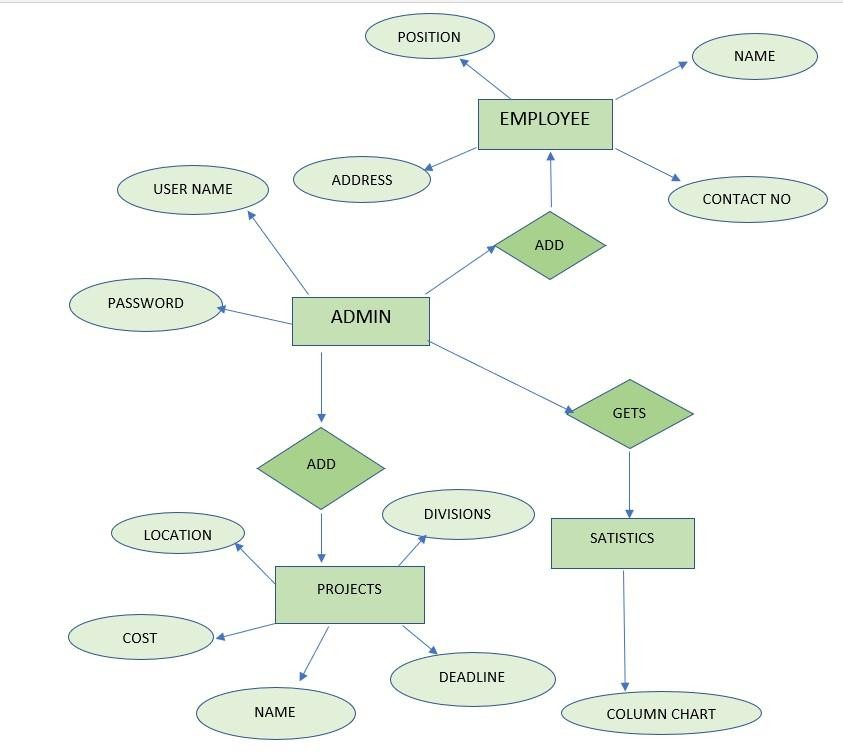 POSITION
NAME
EMPLOYEE
ADDRESS
USER NAME
CONTACT NO
ADD
PASSWORD
ADMIN
GETS
ADD
DIVISIONS
LOCATION
SATISTICS
PROJECTS
COST
DEADLINE
NAME
COLUMN CHART